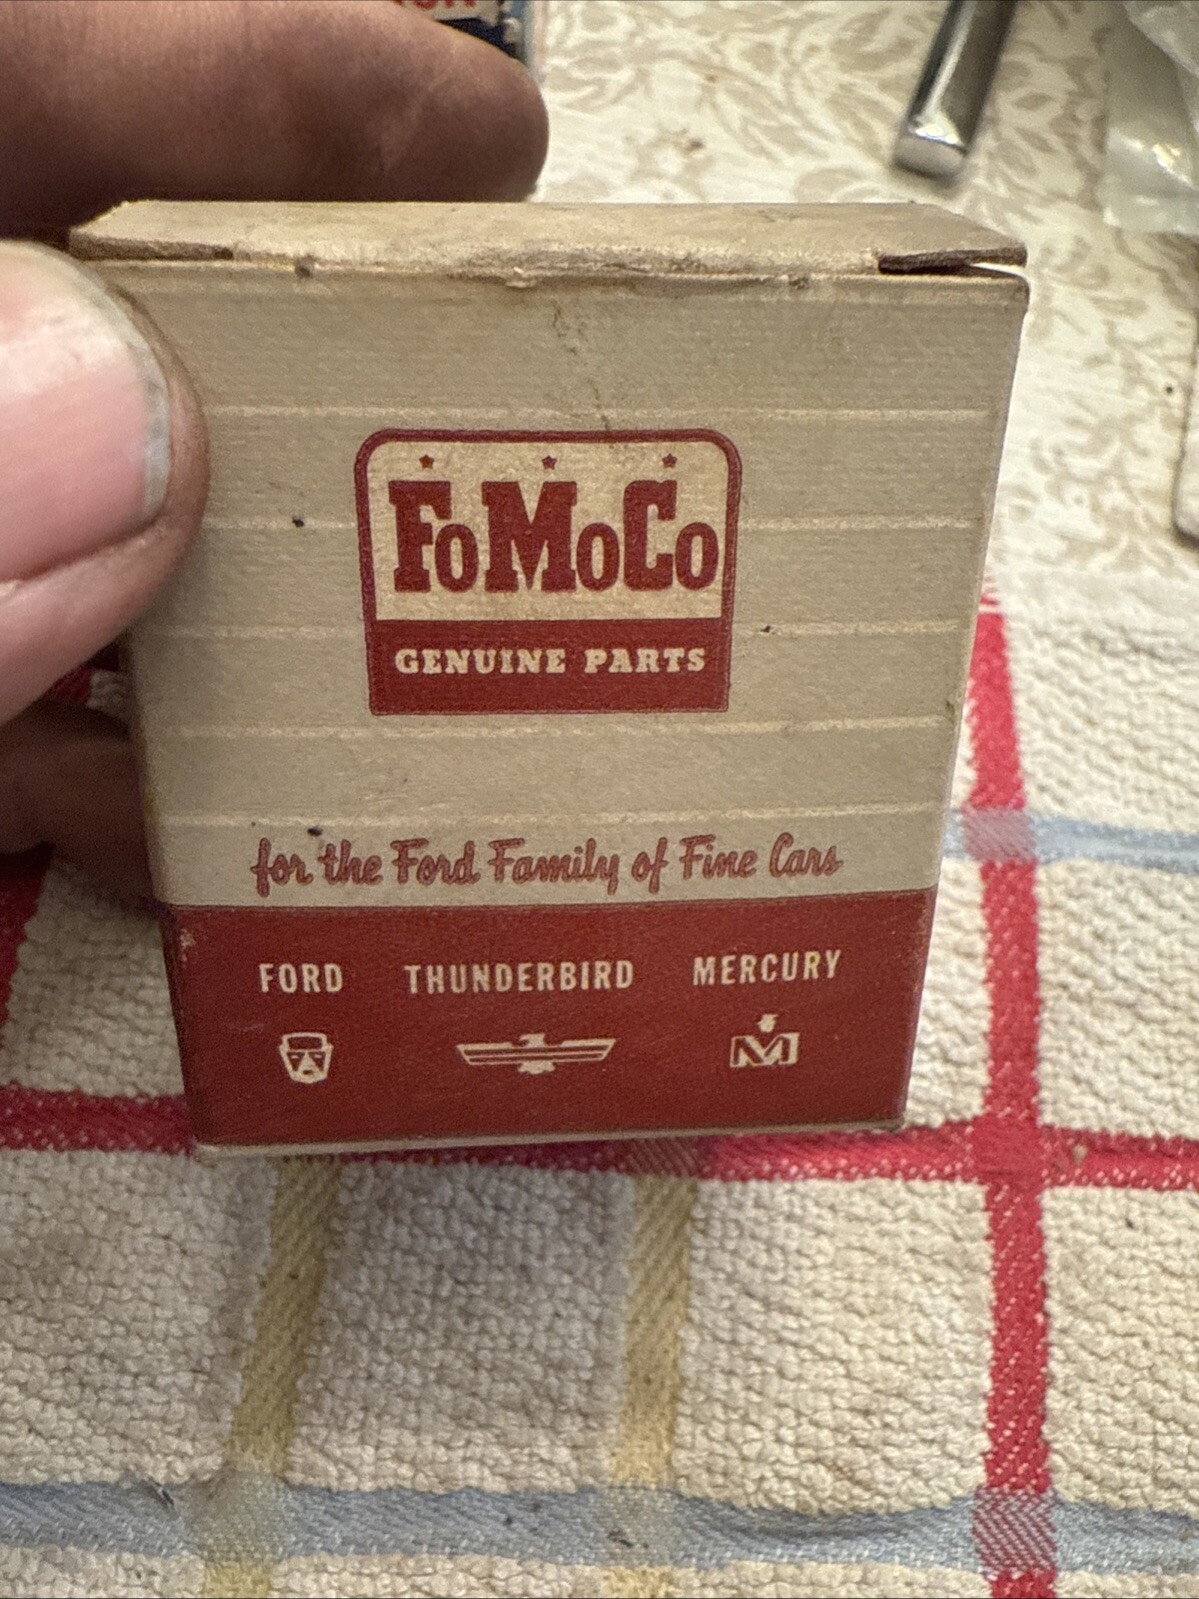 FoMoCo
GENUINE PARTS
for the Ford Family of Fine Cars
FORD THUNDERBIRD MERCURY
M